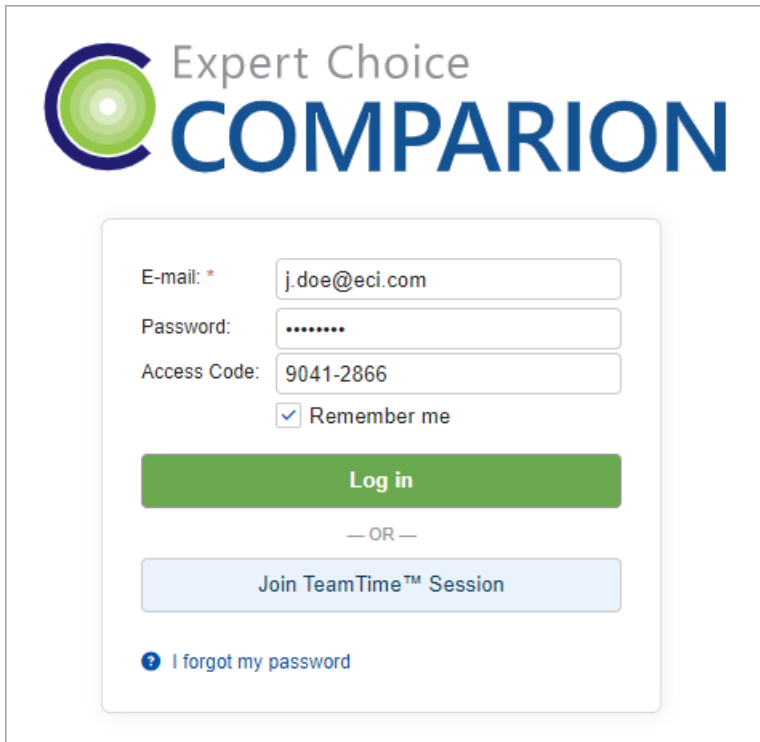 Expert Choice
COMPARION
E-mail: * j.doe@eci.com
Password: ••••••••
Access Code: 9041-2866
Remember me
Log in
— OR —
Join TeamTime™ Session
? I forgot my password